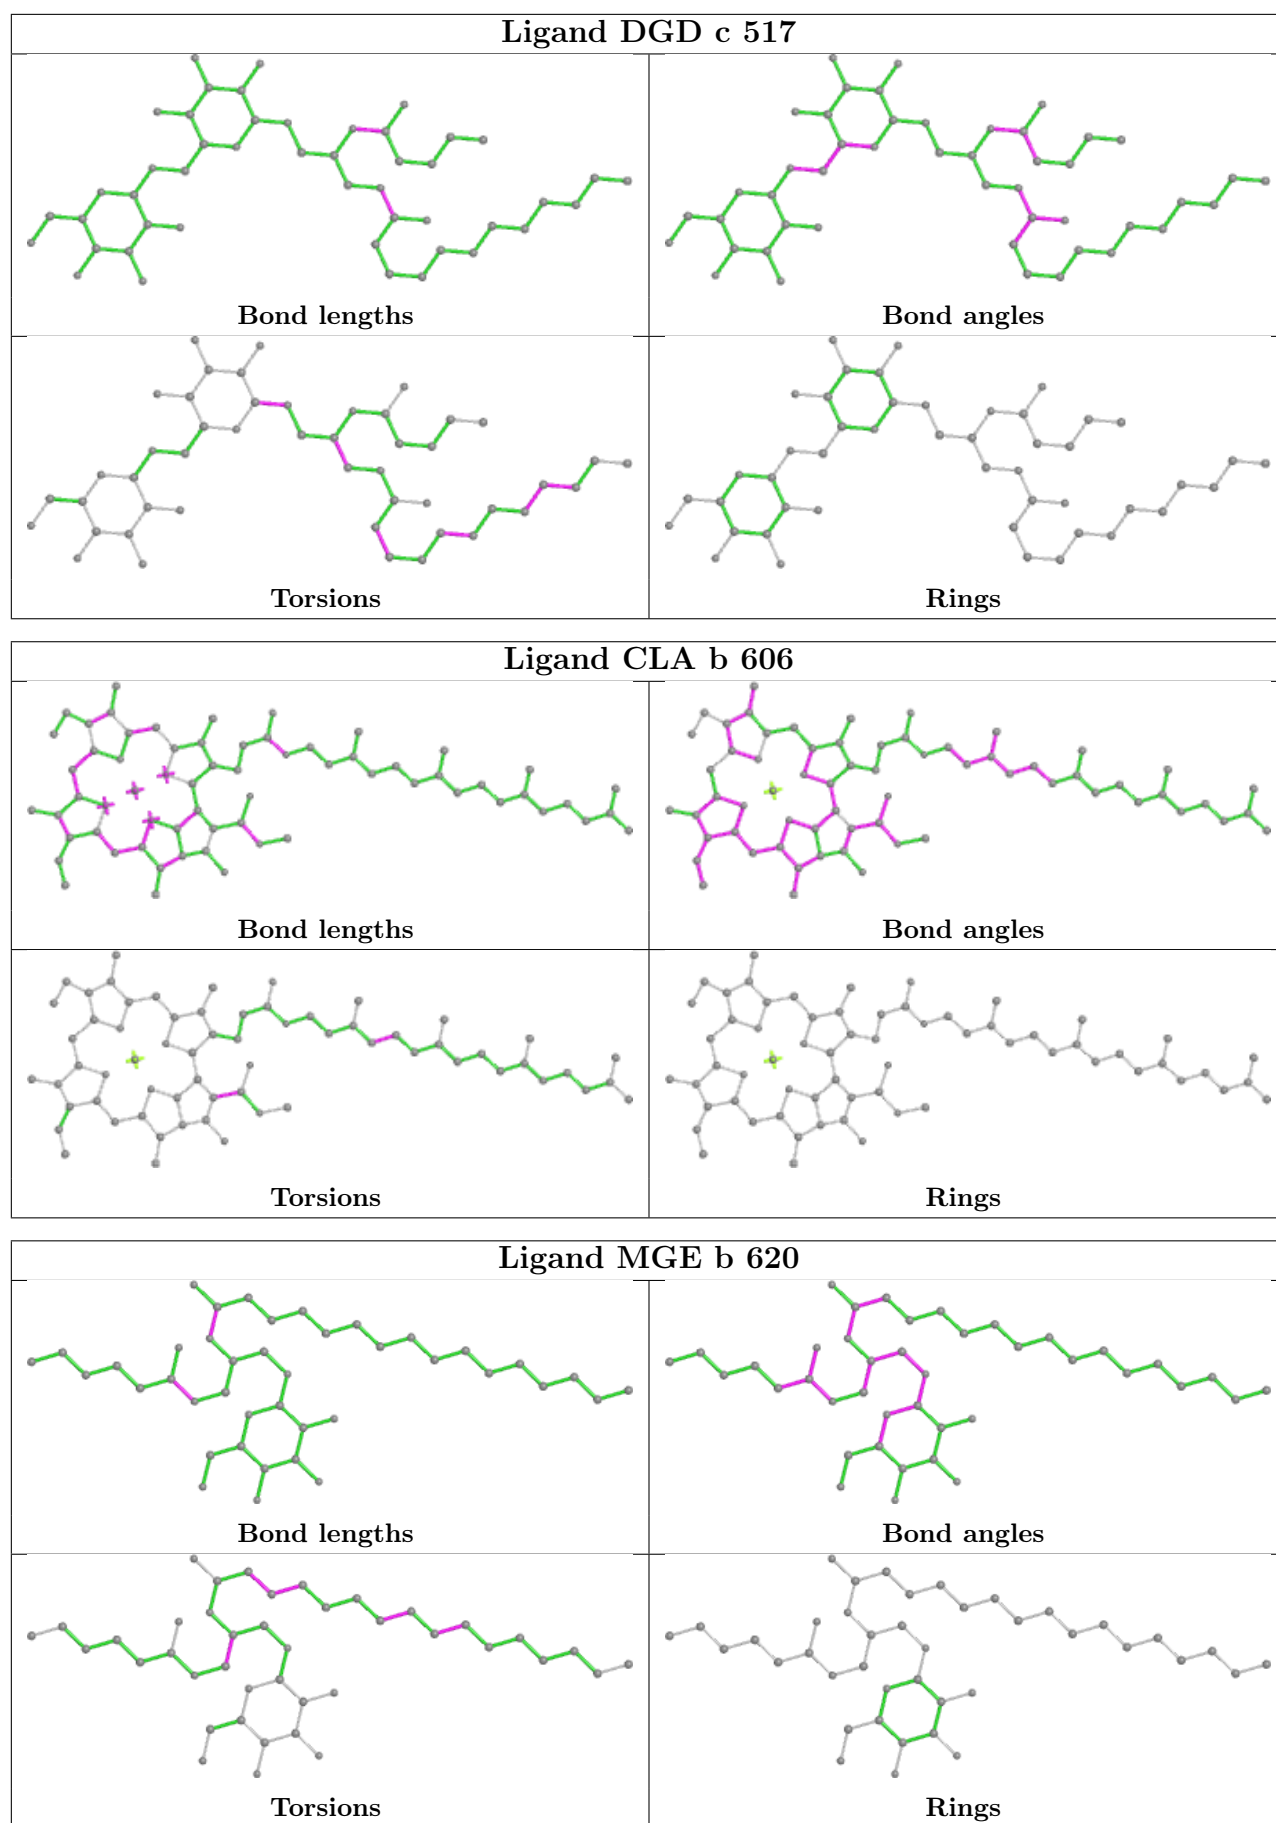 Ligand DGD c 517
Bond lengths
Bond angles
Torsions
Rings
Ligand CLA b 606
Bond lengths
Bond angles
Torsions
Rings
Ligand MGE b 620
Bond lengths
Bond angles
Torsions
Rings